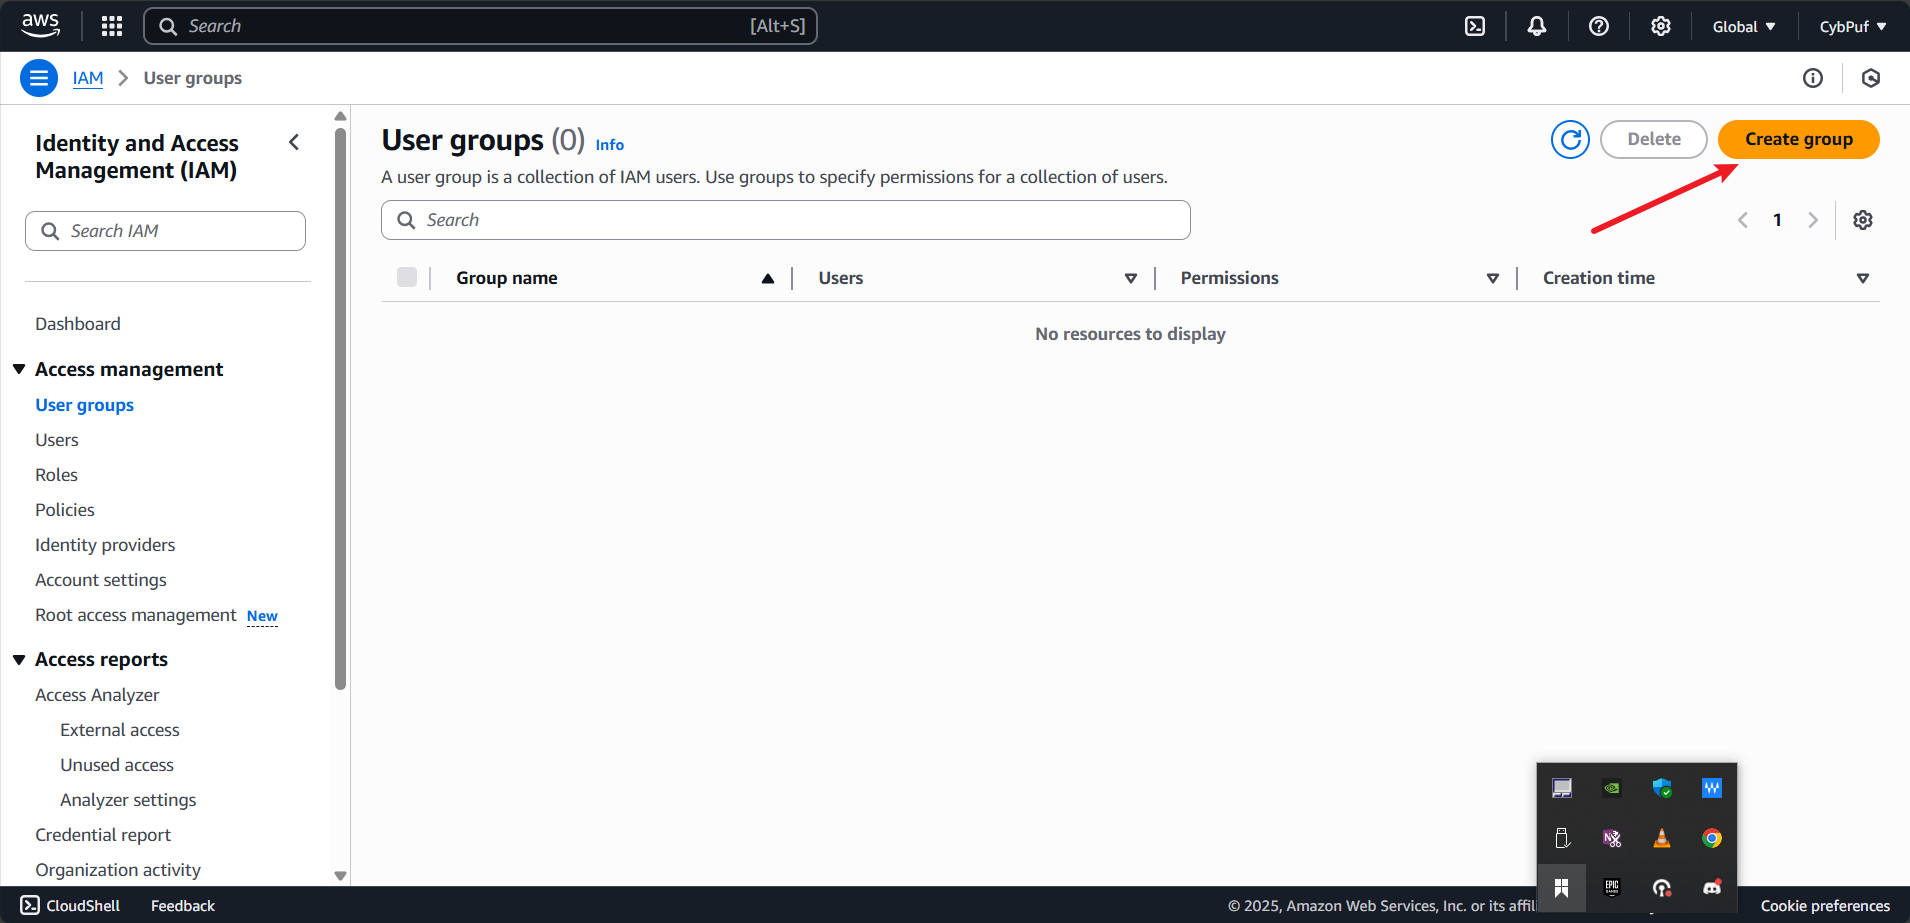 aws
Search [Alt+S]
Global CybPuf
IAM User groups
Identity and Access
Management (IAM)
Search IAM
Dashboard
Access management
User groups
Users
Roles
Policies
Identity providers
Account settings
Root access management New
Access reports
Access Analyzer
External access
Unused access
Analyzer settings
Credential report
Organization activity
User groups (0) Info
Delete
Create group
A user group is a collection of IAM users. Use groups to specify permissions for a collection of users.
Search
1
Group name Users Permissions Creation time
No resources to display
EPIC
GAMES
CloudShell Feedback © 2025, Amazon Web Services, Inc. or its Cookie preferences